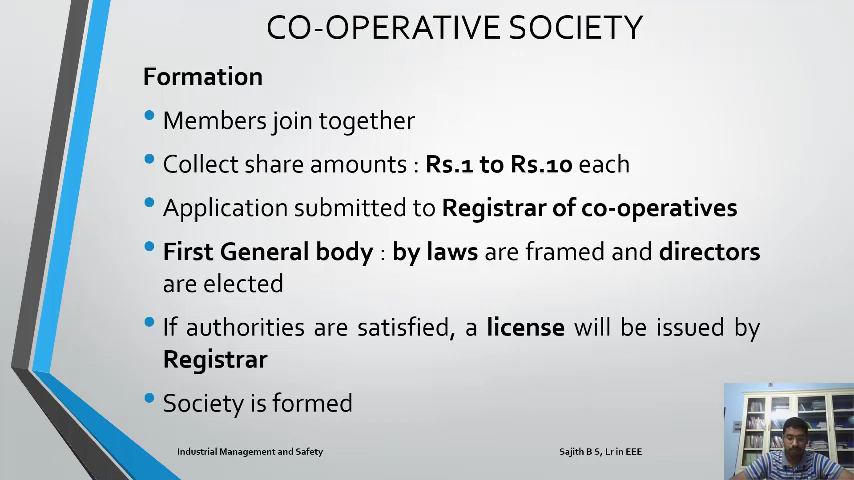 CO-OPERATIVE SOCIETY
Formation
• Members join together
• Collect share amounts : Rs.1 to Rs.10 each
• Application submitted to Registrar of co-operatives
• First General body : by laws are framed and directors
are elected
• If authorities are satisfied, a license will be issued by
Registrar
• Society is formed
Industrial Management and Safety
Sajith B S, Lr in EEE